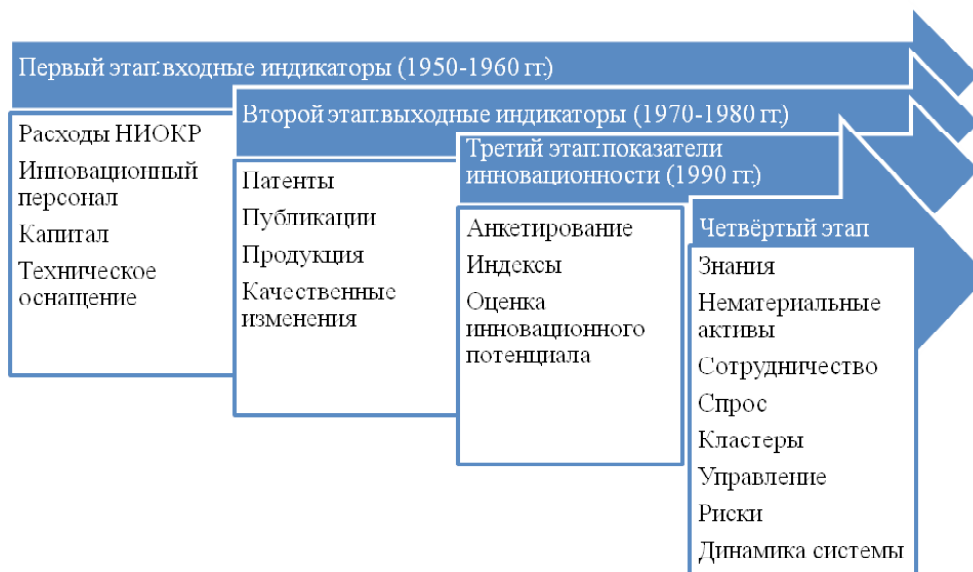 Первый этап:входные индикаторы (1950-1960 гг.)
Расходы НИОКР
Инновационный
персонал
Капитал
Техническое
оснащение
Второй этап:выходные индикаторы (1970-1980 гг.)
Патенты
Публикации
Продукция
Качественные
изменения
Третий этап:показатели
инновационности (1990 гг.)
Анкетирование
Индексы
Оценка
инновационного
потенциала
Четвёртый этап
Знания
Нематериальные
активы
Сотрудничество
Спрос
Кластеры
Управление
Риски
Динамика системы